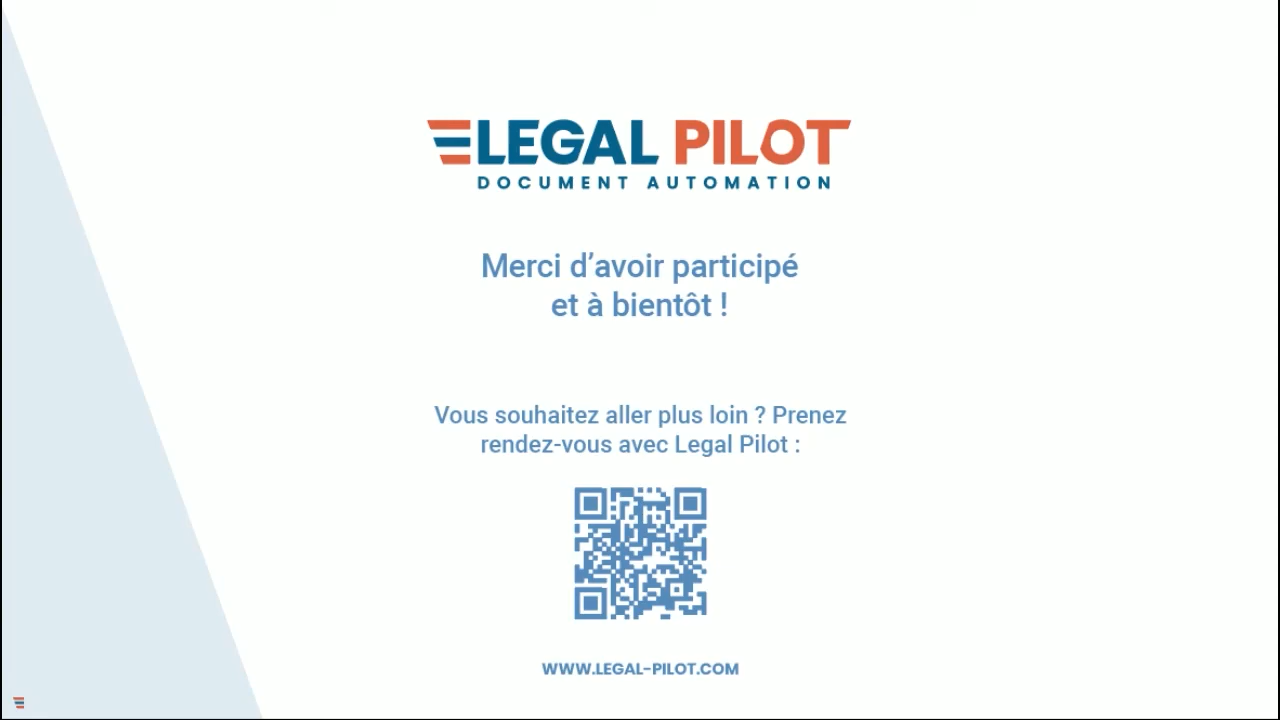 LEGAL PILOT
DOCUMENT AUTOMATION
Merci d’avoir participé
et à bientôt !
Vous souhaitez aller plus loin ? Prenez
rendez-vous avec Legal Pilot :
WWW.LEGAL-PILOT.COM